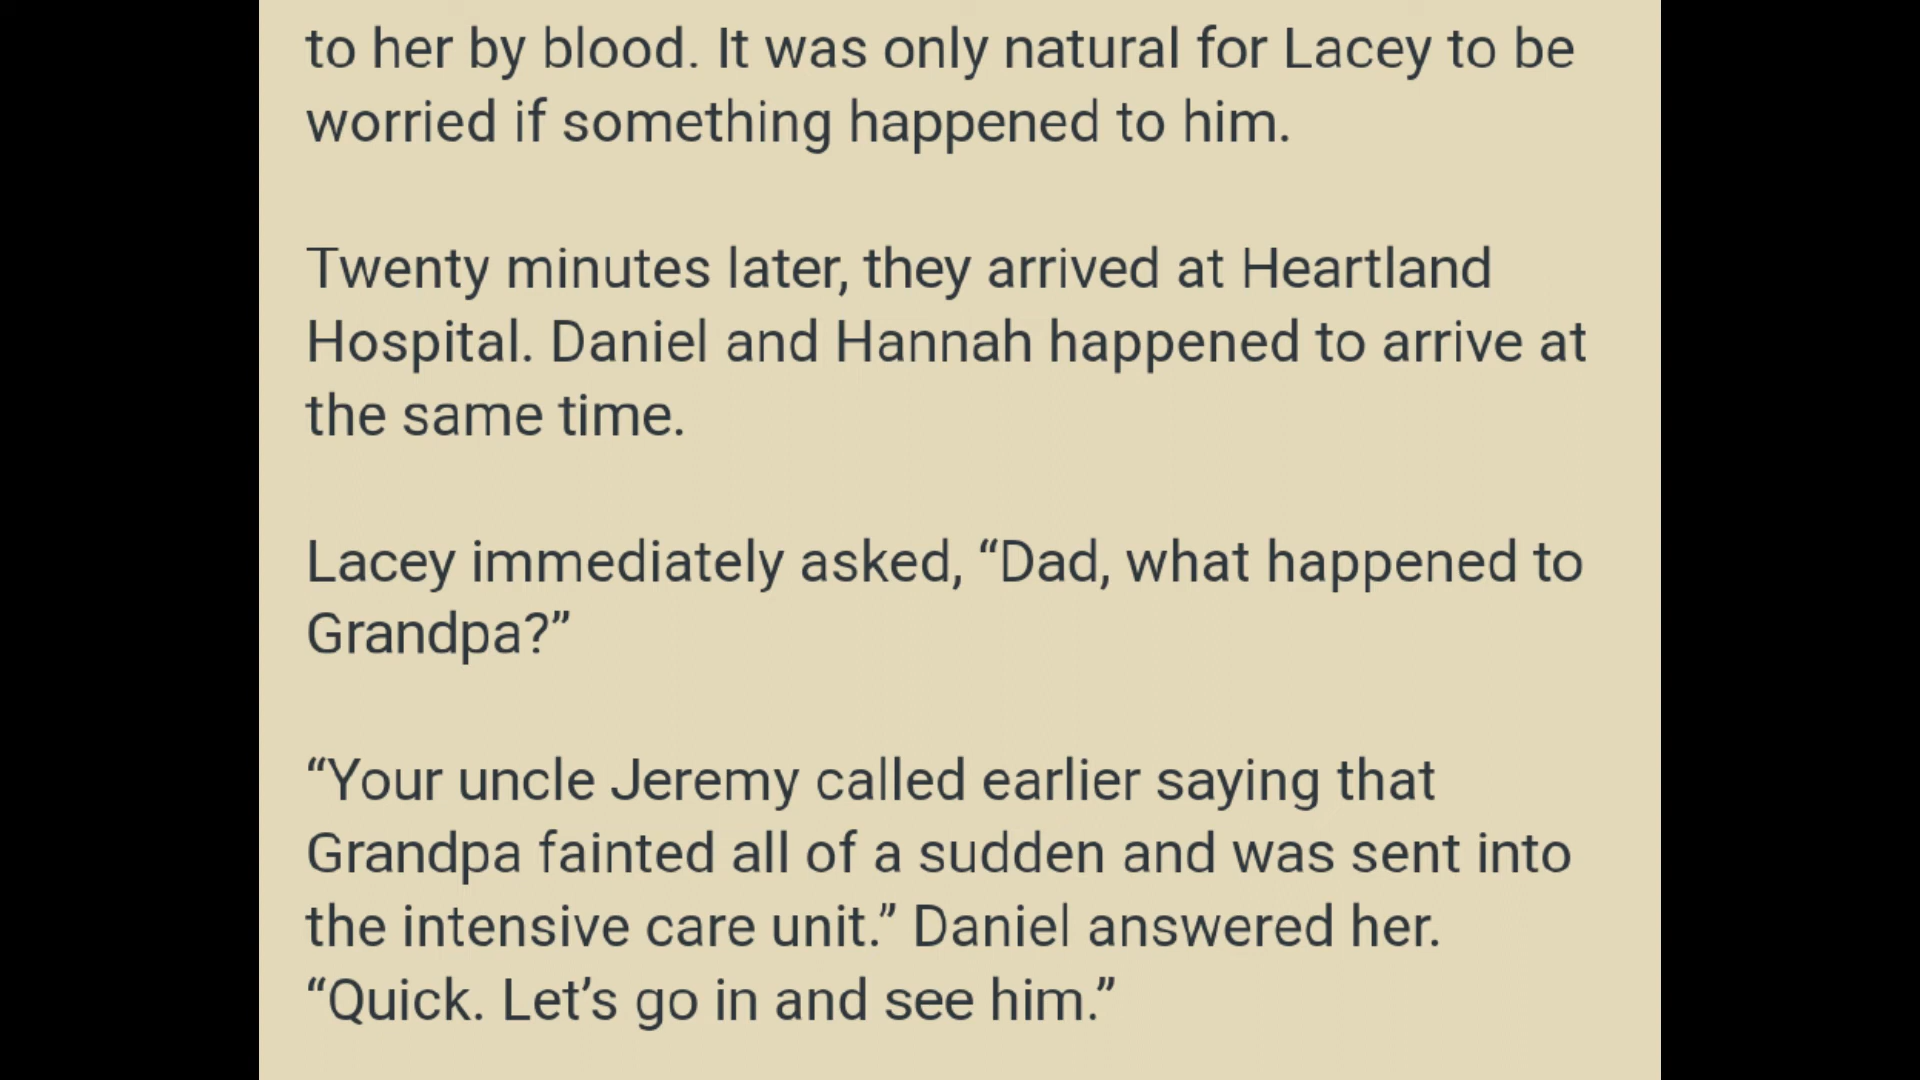 to her by blood. It was only natural for Lacey to be
worried if something happened to him.
Twenty minutes later, they arrived at Heartland
Hospital. Daniel and Hannah happened to arrive at
the same time.
Lacey immediately asked, “Dad, what happened to
Grandpa?”
“Your uncle Jeremy called earlier saying that
Grandpa fainted all of a sudden and was sent into
the intensive care unit.” Daniel answered her.
“Quick. Let’s go in and see him.”